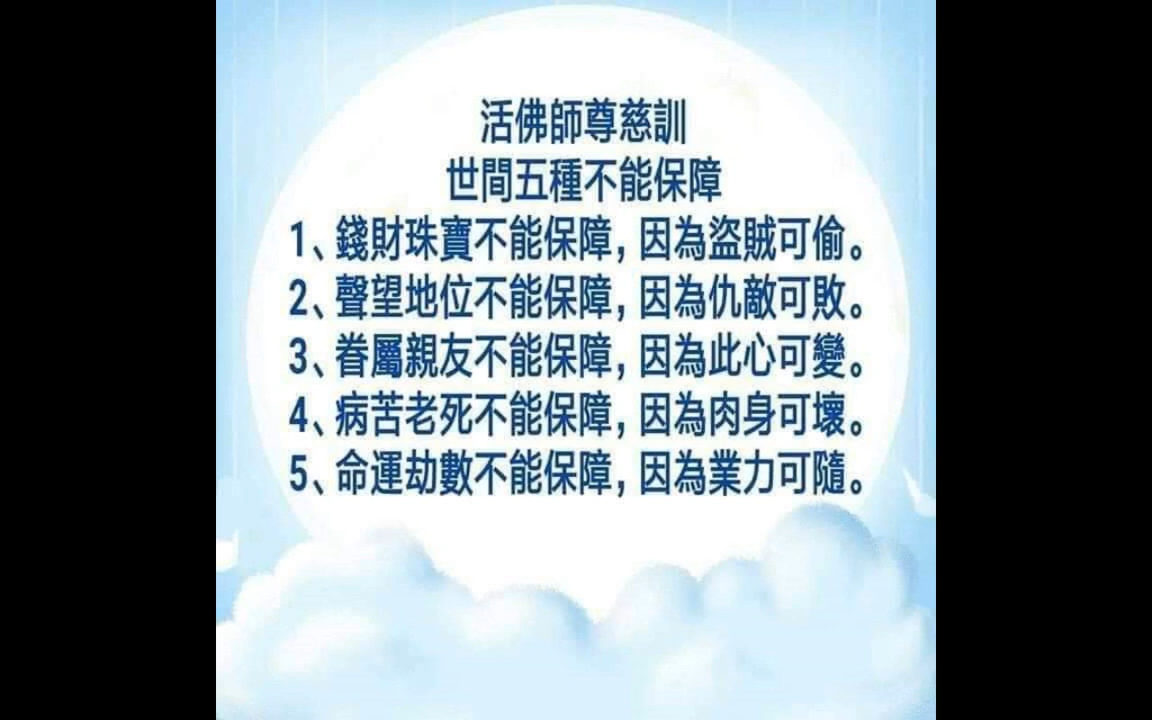 活佛師尊慈訓
世間五種不能保障
1、錢財珠寶不能保障,因為盜賊可偷。
2、聲望地位不能保障,因為仇敵可敗。
3、眷屬親友不能保障,因為此心可變。
4、病苦老死不能保障,因為肉身可壞。
5、命運劫數不能保障,因為業力可隨。